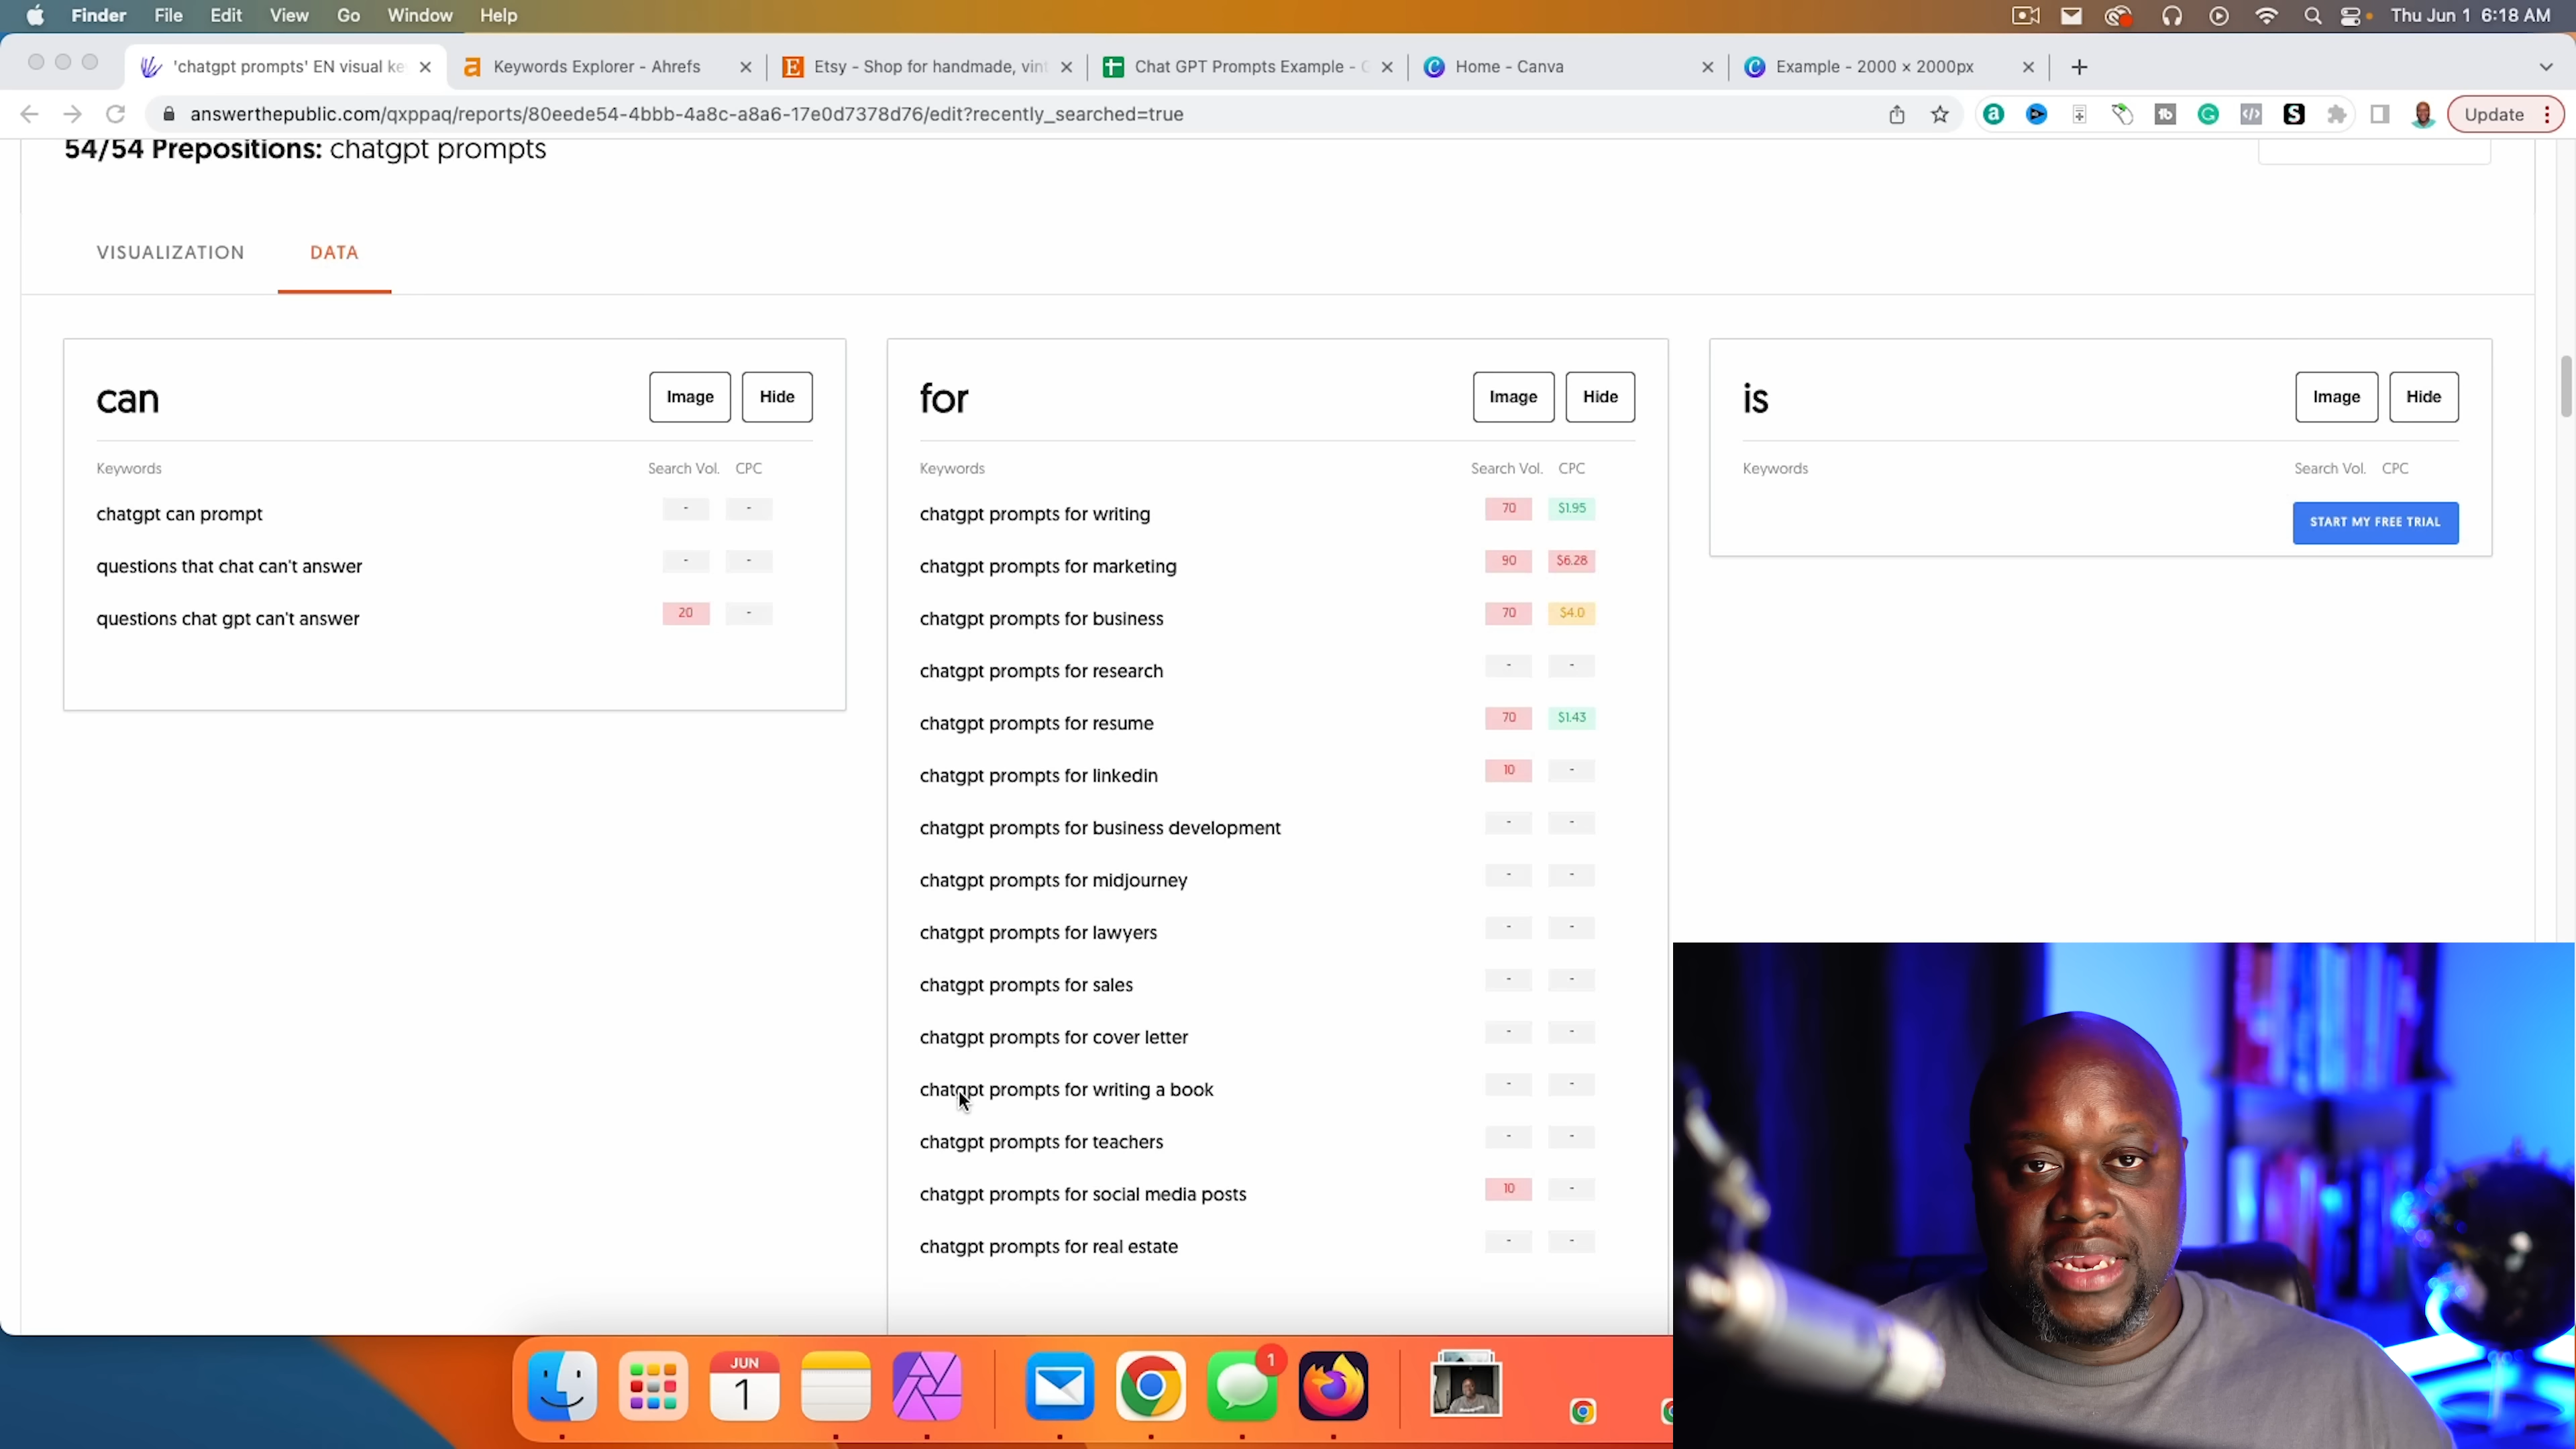 Finder File Edit View Go Window Help Thu Jun 1 6:18 AM
'chatgpt prompts' EN visual ke Keywords Explorer - Ahrefs Etsy - Shop for handmade, vint Chat GPT Prompts Example - Home - Canva Example - 2000 × 2000px
answerthepublic.com/qxppaq/reports/80eede54-4bbb-4a8c-a8a6-17e0d7378d76/edit?recently_searched=true Update
54/54 Prepositions: chatgpt prompts
VISUALIZATION DATA
can Image Hide
Keywords Search Vol. CPC
chatgpt can prompt - -
questions that chat can't answer - -
questions chat gpt can't answer 20 -
for Image Hide
Keywords Search Vol. CPC
chatgpt prompts for writing 70 $1.95
chatgpt prompts for marketing 90 $6.28
chatgpt prompts for business 70 $4.0
chatgpt prompts for research - -
chatgpt prompts for resume 70 $1.43
chatgpt prompts for linkedin 10 -
chatgpt prompts for business development - -
chatgpt prompts for midjourney - -
chatgpt prompts for lawyers - -
chatgpt prompts for sales - -
chatgpt prompts for cover letter - -
chatgpt prompts for writing a book - -
chatgpt prompts for teachers - -
chatgpt prompts for social media posts 10 -
chatgpt prompts for real estate - -
is Image Hide
Keywords Search Vol. CPC
START MY FREE TRIAL
JUN
1
1